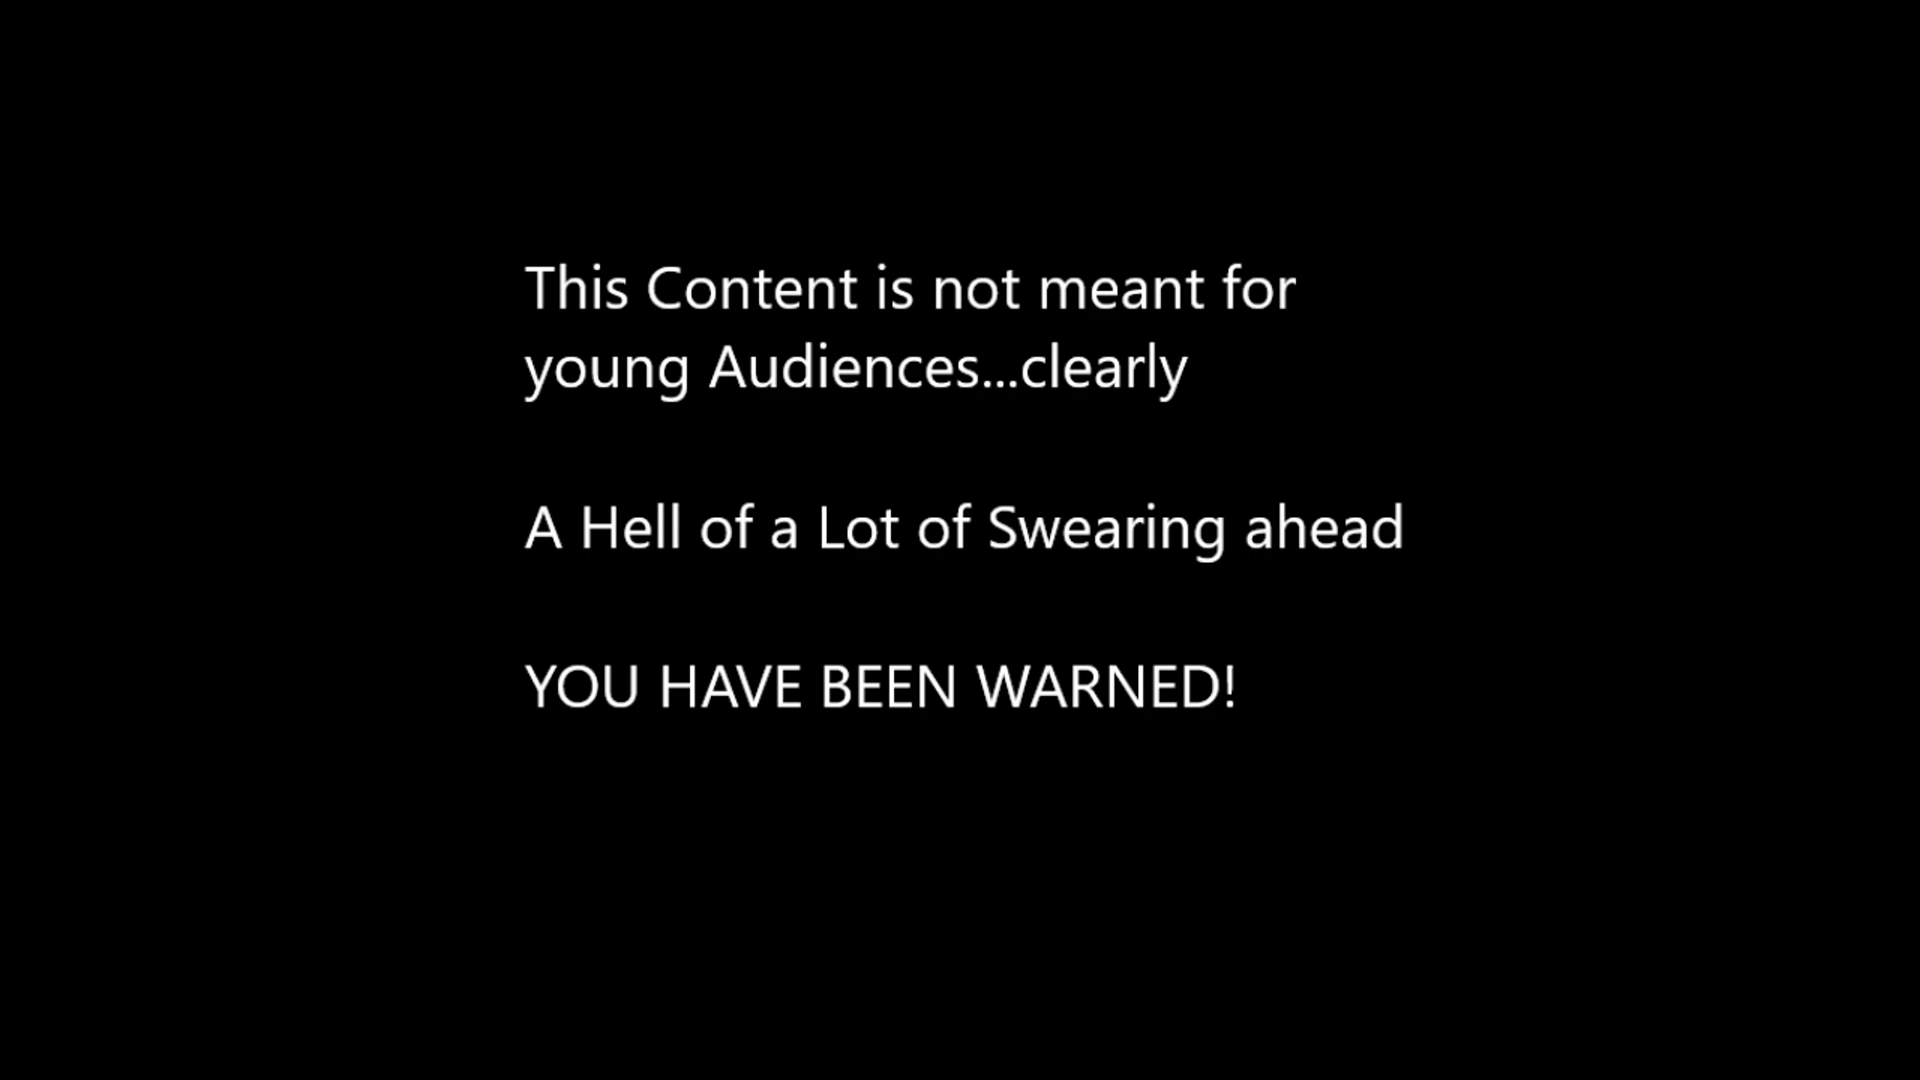 This Content is not meant for
young Audiences...clearly
A Hell of a Lot of Swearing ahead
YOU HAVE BEEN WARNED!